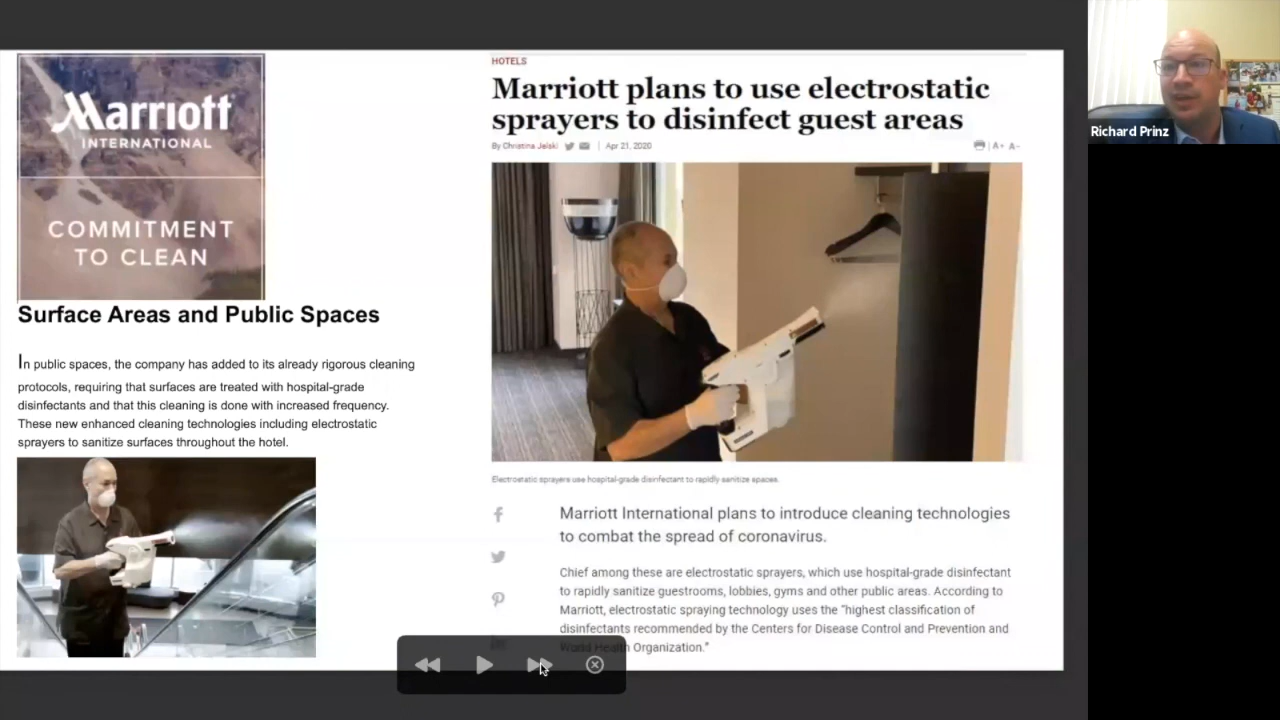 Marriott
INTERNATIONAL
COMMITMENT
TO CLEAN
Surface Areas and Public Spaces
In public spaces, the company has added to its already rigorous cleaning
protocols, requiring that surfaces are treated with hospital-grade
disinfectants and that this cleaning is done with increased frequency.
These new enhanced cleaning technologies including electrostatic
sprayers to sanitize surfaces throughout the hotel.
HOTELS
Marriott plans to use electrostatic
sprayers to disinfect guest areas
By Christina Jelski | Apr 21, 2020 | A+ A-
Electrostatic sprayers use hospital-grade disinfectant to rapidly sanitize spaces.
Marriott International plans to introduce cleaning technologies
to combat the spread of coronavirus.
Chief among these are electrostatic sprayers, which use hospital-grade disinfectant
to rapidly sanitize guestrooms, lobbies, gyms and other public areas. According to
Marriott, electrostatic spraying technology uses the "highest classification of
disinfectants recommended by the Centers for Disease Control and Prevention and
World Health Organization."
Richard Prinz